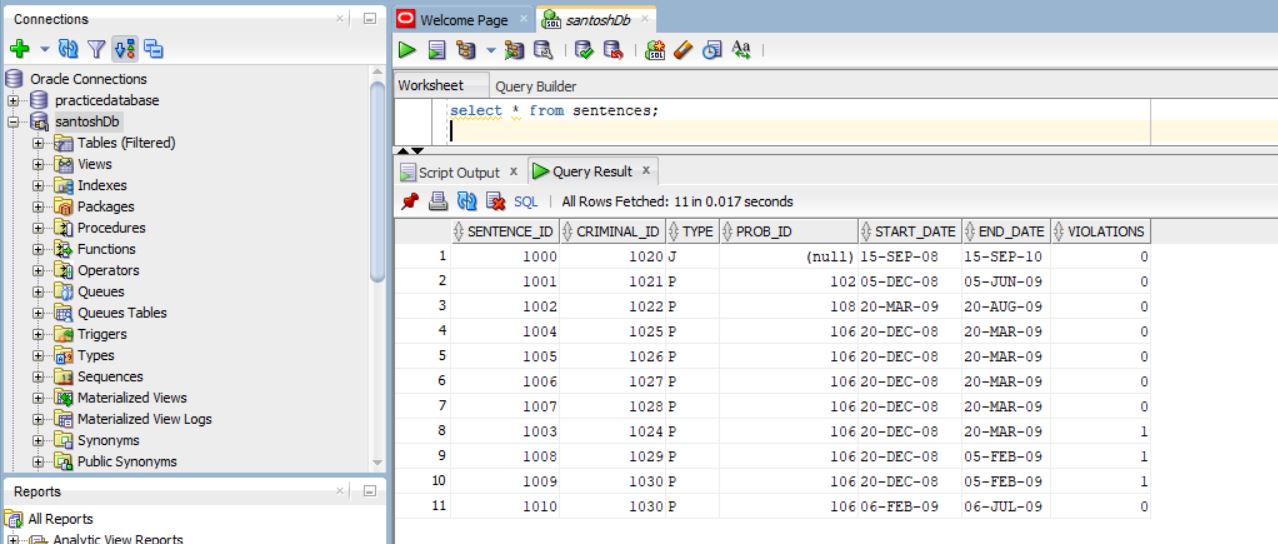 Connections
Oracle Connections
practicedatabase
santoshDb
Tables (Filtered)
Views
Indexes
Packages
Procedures
Functions
Operators
Queues
Queues Tables
Triggers
Types
Sequences
Materialized Views
Materialized View Logs
Synonyms
Public Synonyms
Reports
All Reports
Analytic View Reports
Welcome Page santoshDb
Worksheet Query Builder
select * from sentences;
Script Output Query Result
SQL All Rows Fetched: 11 in 0.017 seconds
SENTENCE_ID CRIMINAL_ID TYPE PROB_ID START_DATE END_DATE VIOLATIONS
1 1000 1020 J (null) 15-SEP-08 15-SEP-10 0
2 1001 1021 P 102 05-DEC-08 05-JUN-09 0
3 1002 1022 P 108 20-MAR-09 20-AUG-09 0
4 1004 1025 P 106 20-DEC-08 20-MAR-09 0
5 1005 1026 P 106 20-DEC-08 20-MAR-09 0
6 1006 1027 P 106 20-DEC-08 20-MAR-09 0
7 1007 1028 P 106 20-DEC-08 20-MAR-09 0
8 1003 1024 P 106 20-DEC-08 20-MAR-09 1
9 1008 1029 P 106 20-DEC-08 05-FEB-09 1
10 1009 1030 P 106 20-DEC-08 05-FEB-09 1
11 1010 1030 P 106 06-FEB-09 06-JUL-09 0